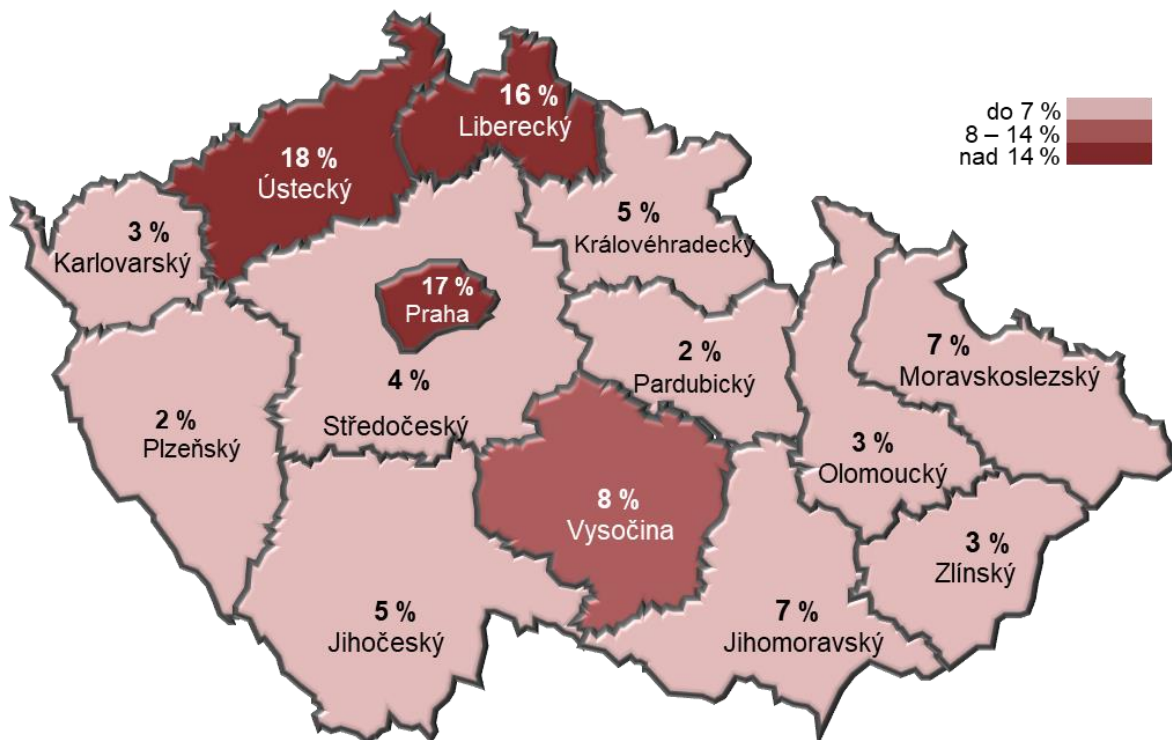 16 %
Liberecký
do 7 %
8 – 14 %
nad 14 %
18 %
Ústecký
5 %
Královéhradecký
3 %
Karlovarský
17 %
Praha
2 %
Pardubický
7 %
Moravskoslezský
4 %
Středočeský
2 %
Plzeňský
3 %
Olomoucký
8 %
Vysočina
3 %
Zlínský
5 %
Jihočeský
7 %
Jihomoravský